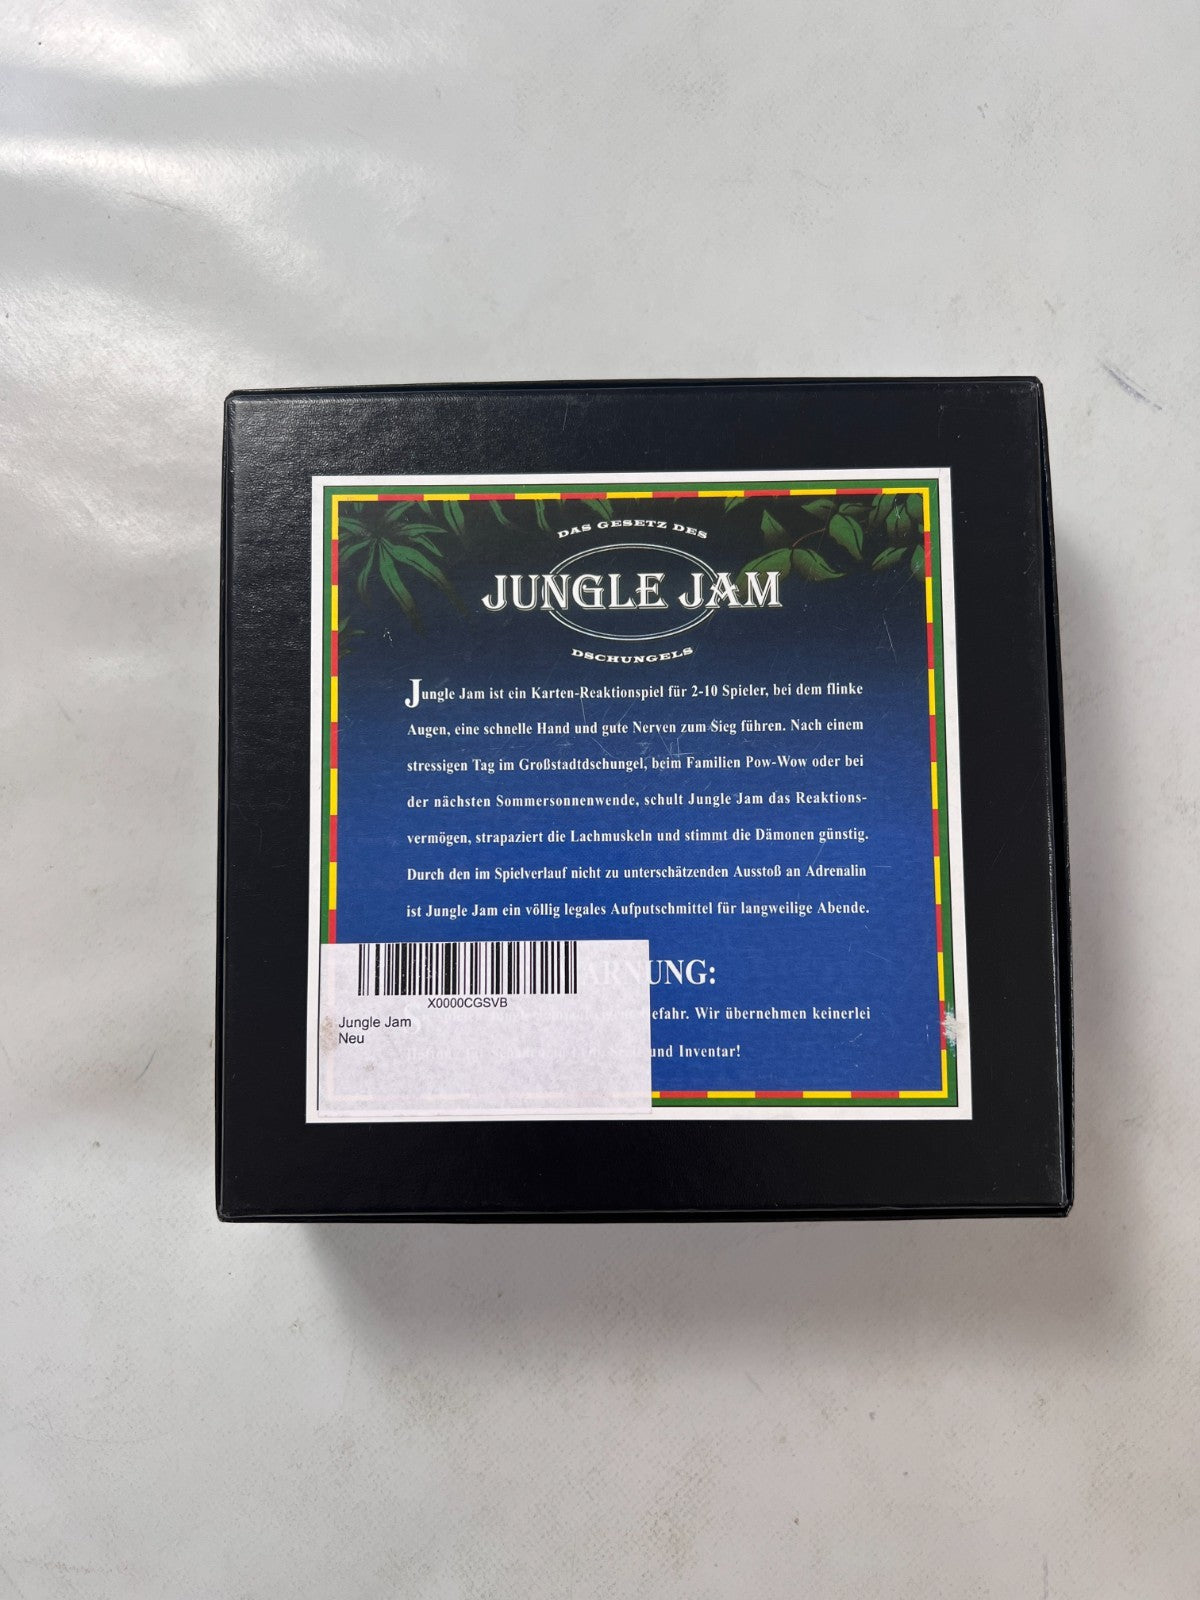 DAS GESETZ DES
JUNGLE JAM
DSCHUNGELS
Jungle Jam ist ein Karten-Reaktionspiel für 2-10 Spieler, bei dem flinke
Augen, eine schnelle Hand und gute Nerven zum Sieg führen. Nach einem
stressigen Tag im Großstadtdschungel, beim Familien Pow-Wow oder bei
der nächsten Sommersonnenwende, schult Jungle Jam das Reaktions-
vermögen, strapaziert die Lachmuskeln und stimmt die Dämonen günstig.
Durch den im Spielverlauf nicht zu unterschätzenden Ausstoß an Adrenalin
ist Jungle Jam ein völlig legales Aufputschmittel für langweilige Abende.
ARNUNG:
efahr. Wir übernehmen keinerlei
und Inventar!
X0000CGSVB
Jungle Jam
Neu